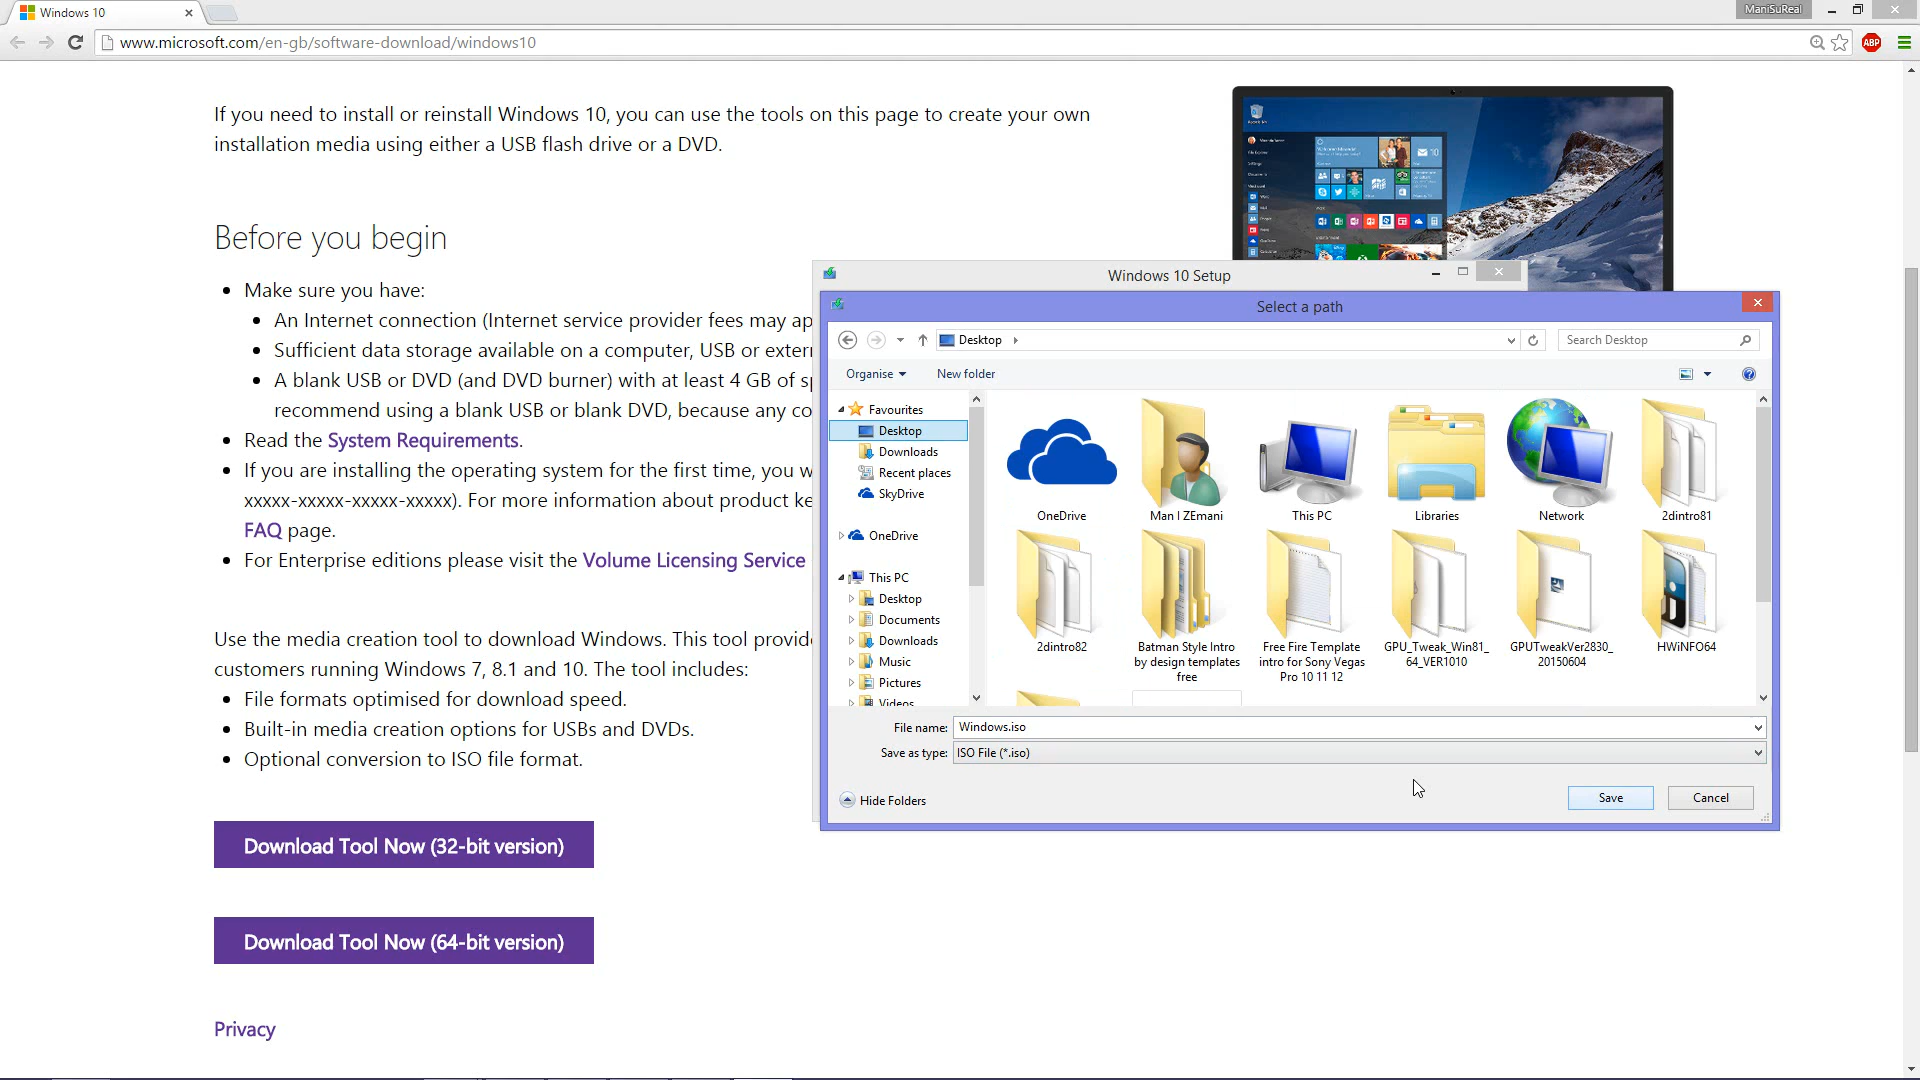 Windows 10
ManiSuReal
www.microsoft.com/en-gb/software-download/windows10
ABP
If you need to install or reinstall Windows 10, you can use the tools on this page to create your own
installation media using either a USB flash drive or a DVD.
Before you begin
Make sure you have:
An Internet connection (Internet service provider fees may ap
Sufficient data storage available on a computer, USB or exter
A blank USB or DVD (and DVD burner) with at least 4 GB of sp
recommend using a blank USB or blank DVD, because any co
Read the System Requirements.
If you are installing the operating system for the first time, you w
xxxxx-xxxxx-xxxxx-xxxxx). For more information about product ke
FAQ page.
For Enterprise editions please visit the Volume Licensing Service
Use the media creation tool to download Windows. This tool provide
customers running Windows 7, 8.1 and 10. The tool includes:
File formats optimised for download speed.
Built-in media creation options for USBs and DVDs.
Optional conversion to ISO file format.
Download Tool Now (32-bit version)
Download Tool Now (64-bit version)
Privacy
Windows 10 Setup
Select a path
Desktop
Search Desktop
Organise
New folder
Favourites
Desktop
Downloads
Recent places
SkyDrive
OneDrive
This PC
Desktop
Documents
Downloads
Music
Pictures
Videos
OneDrive
Man I ZEmani
This PC
Libraries
Network
2dintro81
2dintro82
Batman Style Intro
by design templates
free
Free Fire Template
intro for Sony Vegas
Pro 10 11 12
GPU_Tweak_Win81_
64_VER1010
GPUTweakVer2830_
20150604
HWiNFO64
File name:
Windows.iso
Save as type:
ISO File (*.iso)
Hide Folders
Save
Cancel